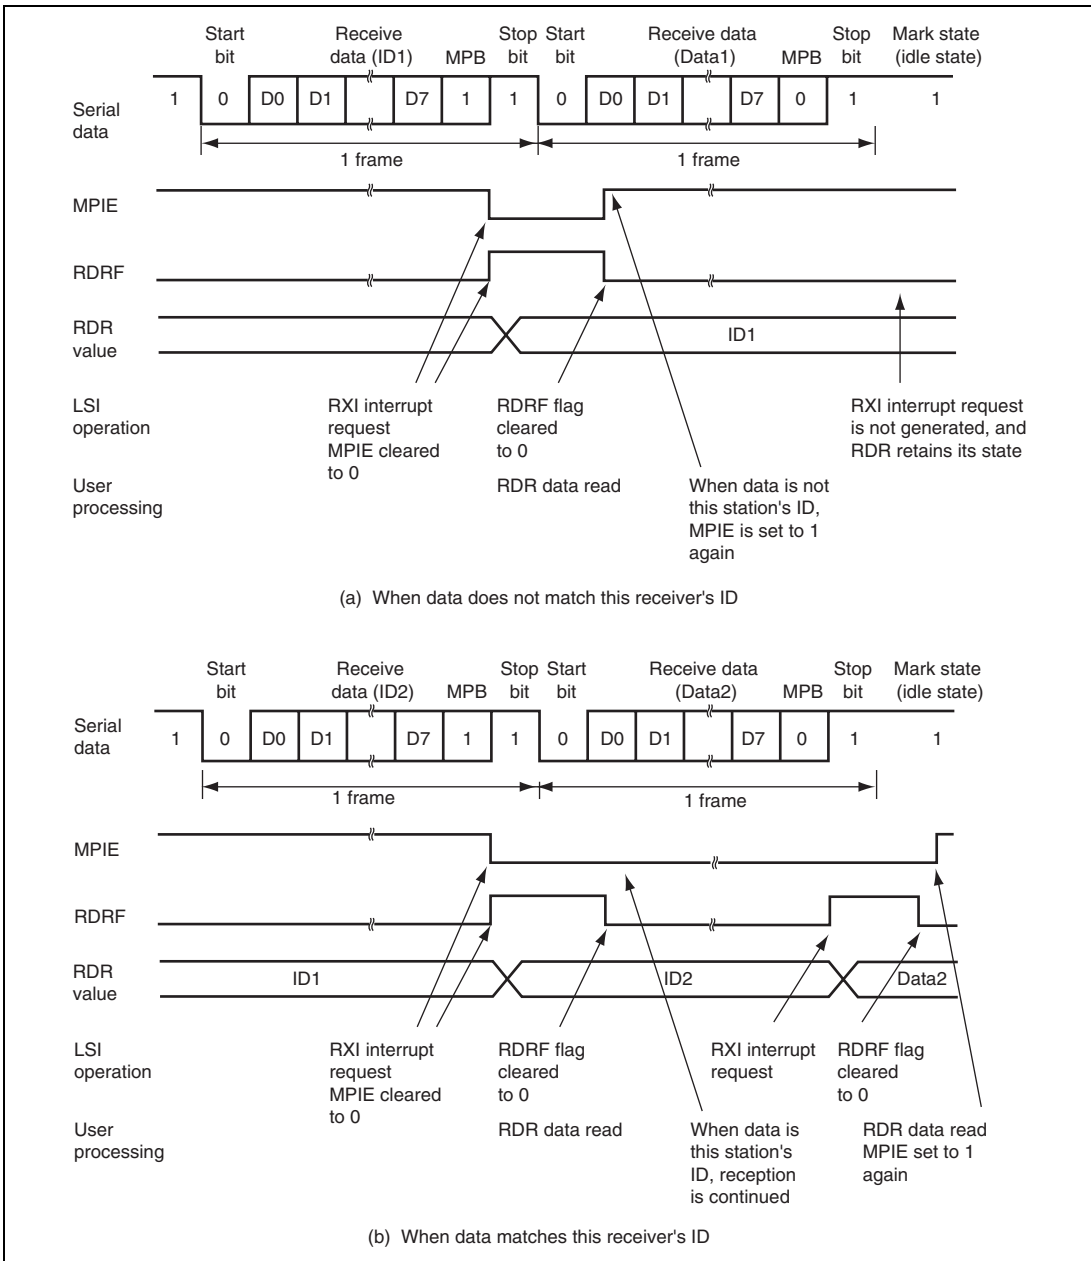 Start Receive Stop Start Receive data Stop Mark state
bit data (ID1) MPB bit bit (Data1) MPB bit (idle state)
Serial
data
1 0 D0 D1 D7 1 1 0 D0 D1 D7 0 1 1
1 frame 1 frame
MPIE
RDRF
RDR
value
ID1
LSI
operation
RXI interrupt
request
MPIE cleared
to 0
RDRF flag
cleared
to 0
RXI interrupt request
is not generated, and
RDR retains its state
User
processing
RDR data read
When data is not
this station's ID,
MPIE is set to 1
again
(a) When data does not match this receiver's ID
Start Receive Stop Start Receive data Stop Mark state
bit data (ID2) MPB bit bit (Data2) MPB bit (idle state)
Serial
data
1 0 D0 D1 D7 1 1 0 D0 D1 D7 0 1 1
1 frame 1 frame
MPIE
RDRF
RDR
value
ID1 ID2 Data2
LSI
operation
RXI interrupt
request
MPIE cleared
to 0
RDRF flag
cleared
to 0
RXI interrupt
request
RDRF flag
cleared
to 0
User
processing
RDR data read
When data is
this station's
ID, reception
is continued
RDR data read
MPIE set to 1
again
(b) When data matches this receiver's ID